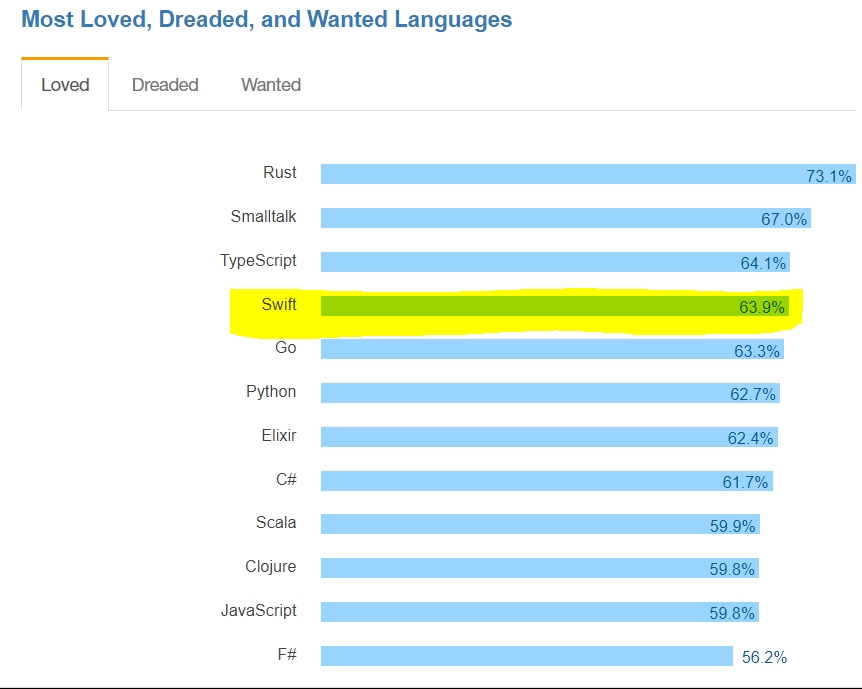 Most Loved, Dreaded, and Wanted Languages
Loved Dreaded Wanted
Rust 73.1%
Smalltalk 67.0%
TypeScript 64.1%
Swift 63.9%
Go 63.3%
Python 62.7%
Elixir 62.4%
C# 61.7%
Scala 59.9%
Clojure 59.8%
JavaScript 59.8%
F# 56.2%